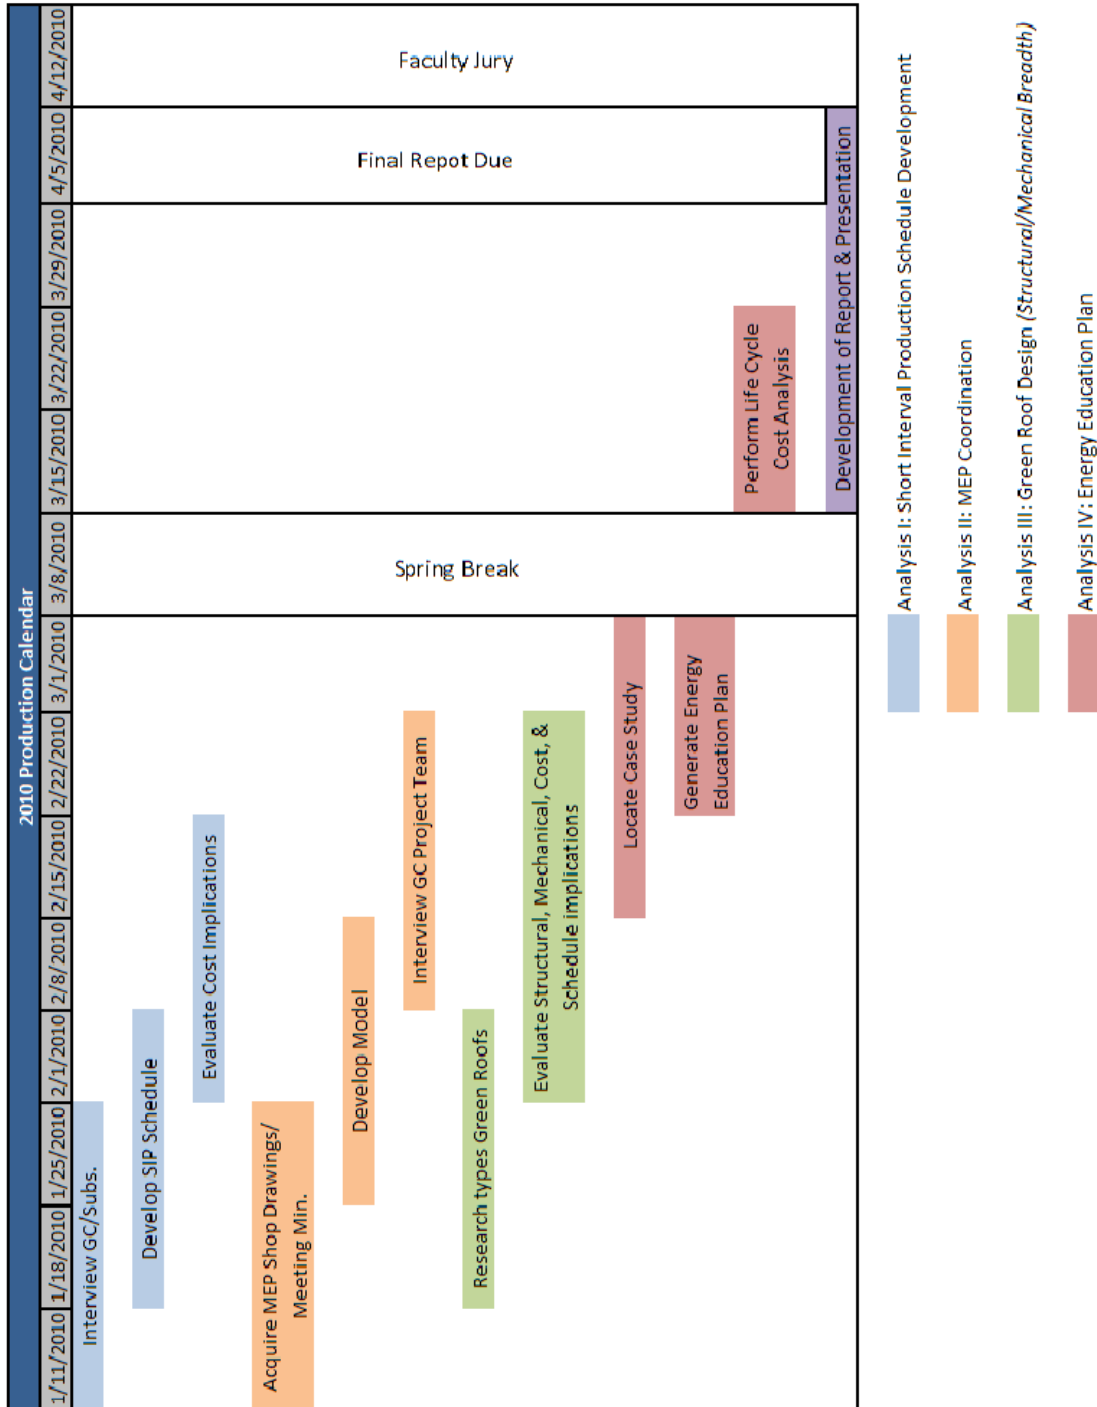 2010 Production Calendar
1/11/2010 1/18/2010 1/25/2010 2/1/2010 2/8/2010 2/15/2010 2/22/2010 3/1/2010 3/8/2010 3/15/2010 3/22/2010 3/29/2010 4/5/2010 4/12/2010
Interview GC/Subs.
Develop SIP Schedule
Evaluate Cost Implications
Acquire MEP Shop Drawings/
Meeting Min.
Develop Model
Interview GC Project Team
Research types Green Roofs
Evaluate Structural, Mechanical, Cost, &
Schedule implications
Locate Case Study
Generate Energy
Education Plan
Spring Break
Perform Life Cycle
Cost Analysis
Development of Report & Presentation
Final Repot Due
Faculty Jury
Analysis I: Short Interval Production Schedule Development
Analysis II: MEP Coordination
Analysis III: Green Roof Design (Structural/Mechanical Breadth)
Analysis IV: Energy Education Plan